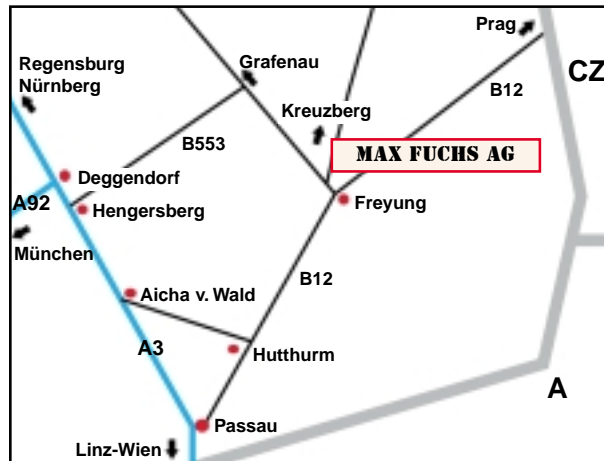 Prag
Regensburg
Nürnberg
Grafenau
CZ
Kreuzberg
B12
B553
MAX FUCHS AG
Deggendorf
A92
Hengersberg
Freyung
München
B12
Aicha v. Wald
A3
Hutthurm
A
Passau
Linz-Wien